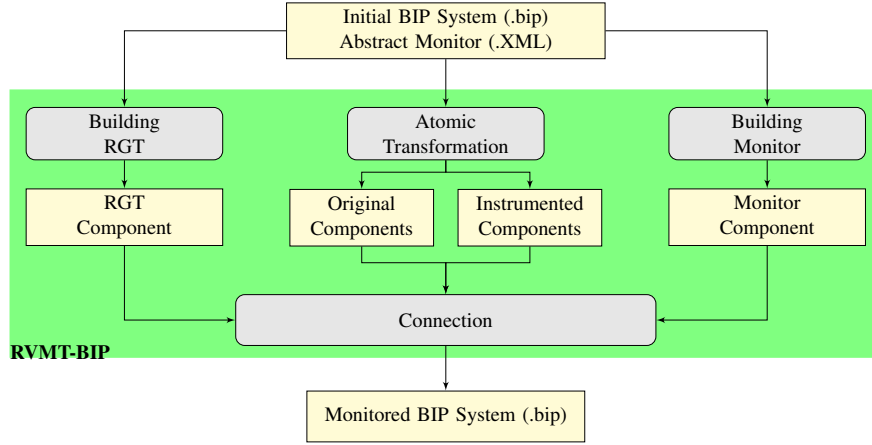 Initial BIP System (.bip)
Abstract Monitor (.XML)
Building
RGT
Atomic
Transformation
Building
Monitor
RGT
Component
Original
Components
Instrumented
Components
Monitor
Component
Connection
RVMT-BIP
Monitored BIP System (.bip)